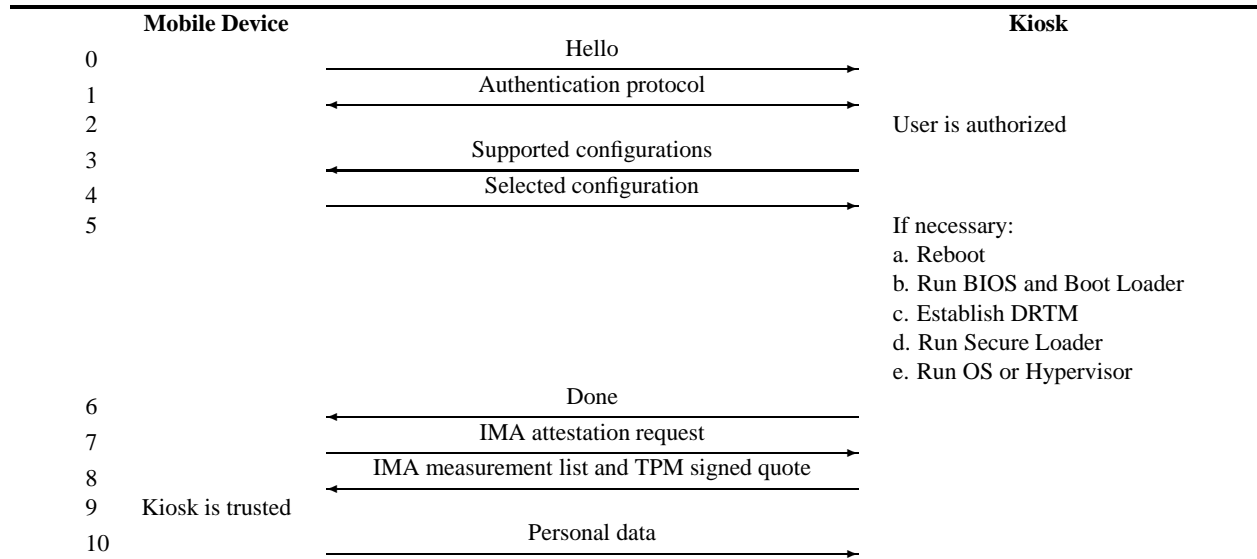 Mobile Device Kiosk
Hello
0
Authentication protocol
1
2 User is authorized
Supported configurations
3
Selected configuration
4
5 If necessary:
a. Reboot
b. Run BIOS and Boot Loader
c. Establish DRTM
d. Run Secure Loader
e. Run OS or Hypervisor
Done
6
IMA attestation request
7
IMA measurement list and TPM signed quote
8
9 Kiosk is trusted
Personal data
10